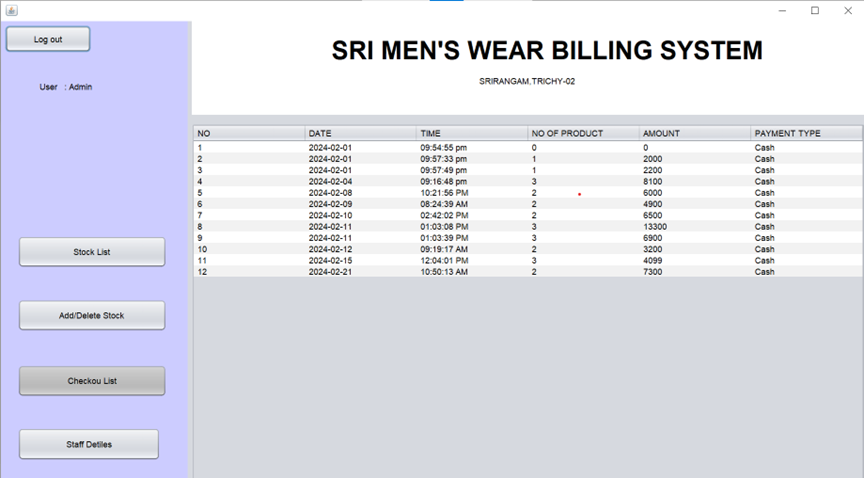 Log out
SRI MEN'S WEAR BILLING SYSTEM
User : Admin
SRIRANGAM,TRICHY-02
NO DATE TIME NO OF PRODUCT AMOUNT PAYMENT TYPE
1 2024-02-01 09:54:55 pm 0 0 Cash
2 2024-02-01 09:57:33 pm 1 2000 Cash
3 2024-02-01 09:57:49 pm 1 2200 Cash
4 2024-02-04 09:16:48 pm 3 8100 Cash
5 2024-02-08 10:21:56 PM 2 6000 Cash
6 2024-02-09 08:24:39 AM 2 4900 Cash
7 2024-02-10 02:42:02 PM 2 6500 Cash
8 2024-02-11 01:03:08 PM 3 13300 Cash
9 2024-02-11 01:03:39 PM 3 6900 Cash
10 2024-02-12 09:19:17 AM 2 3200 Cash
11 2024-02-15 12:04:01 PM 3 4099 Cash
12 2024-02-21 10:50:13 AM 2 7300 Cash
Stock List
Add/Delete Stock
Checkou List
Staff Detiles